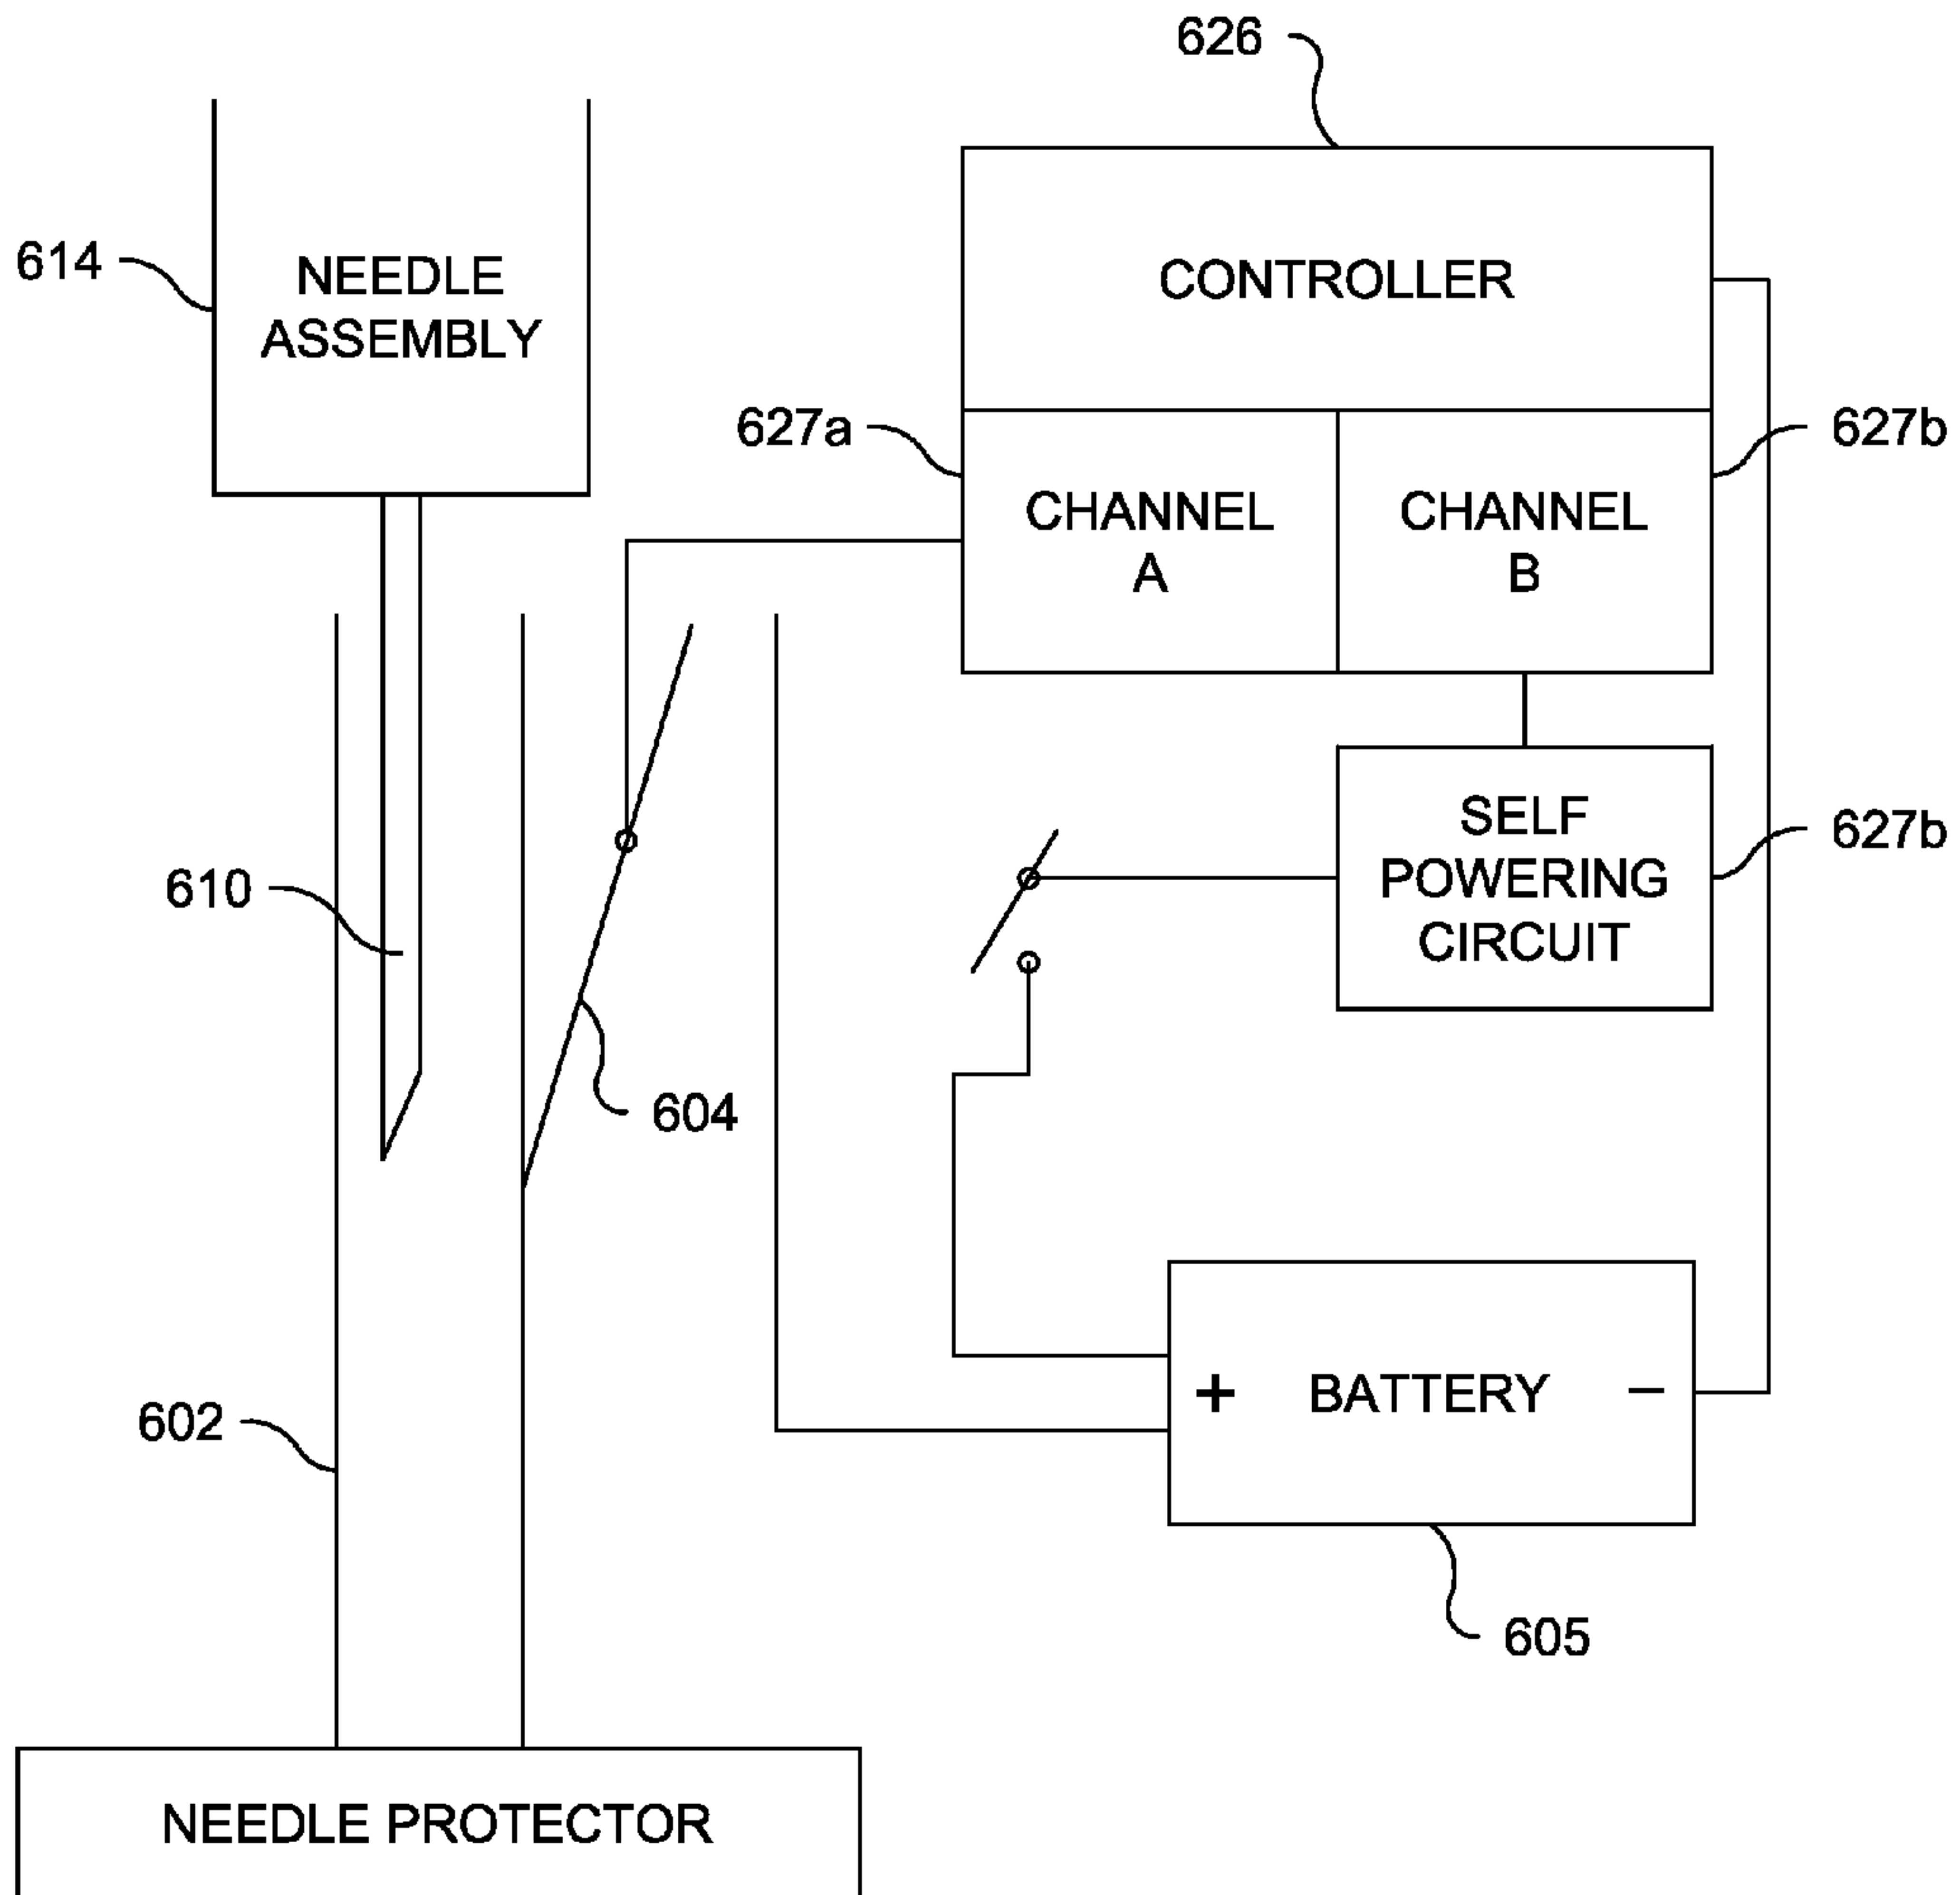 626
614
NEEDLE
ASSEMBLY
CONTROLLER
627a
627b
CHANNEL
A
CHANNEL
B
610
SELF
POWERING
CIRCUIT
627b
604
602
+ BATTERY −
605
NEEDLE PROTECTOR